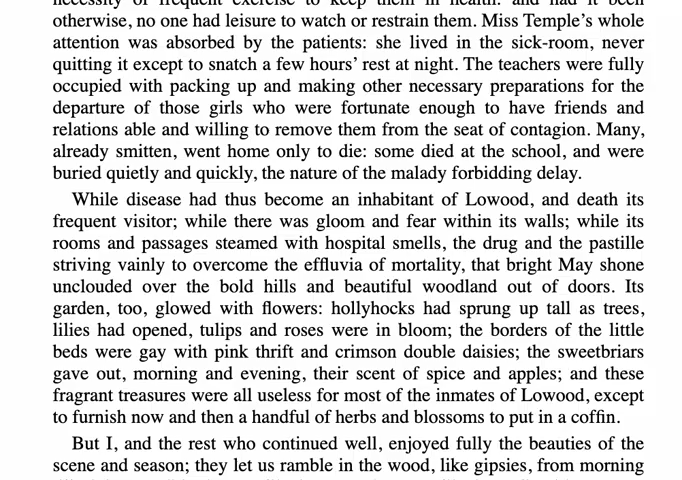 necessity of frequent exercise to keep them in health: and had it been
otherwise, no one had leisure to watch or restrain them. Miss Temple’s whole
attention was absorbed by the patients: she lived in the sick-room, never
quitting it except to snatch a few hours’ rest at night. The teachers were fully
occupied with packing up and making other necessary preparations for the
departure of those girls who were fortunate enough to have friends and
relations able and willing to remove them from the seat of contagion. Many,
already smitten, went home only to die: some died at the school, and were
buried quietly and quickly, the nature of the malady forbidding delay.
While disease had thus become an inhabitant of Lowood, and death its
frequent visitor; while there was gloom and fear within its walls; while its
rooms and passages steamed with hospital smells, the drug and the pastille
striving vainly to overcome the effluvia of mortality, that bright May shone
unclouded over the bold hills and beautiful woodland out of doors. Its
garden, too, glowed with flowers: hollyhocks had sprung up tall as trees,
lilies had opened, tulips and roses were in bloom; the borders of the little
beds were gay with pink thrift and crimson double daisies; the sweetbriars
gave out, morning and evening, their scent of spice and apples; and these
fragrant treasures were all useless for most of the inmates of Lowood, except
to furnish now and then a handful of herbs and blossoms to put in a coffin.
But I, and the rest who continued well, enjoyed fully the beauties of the
scene and season; they let us ramble in the wood, like gipsies, from morning